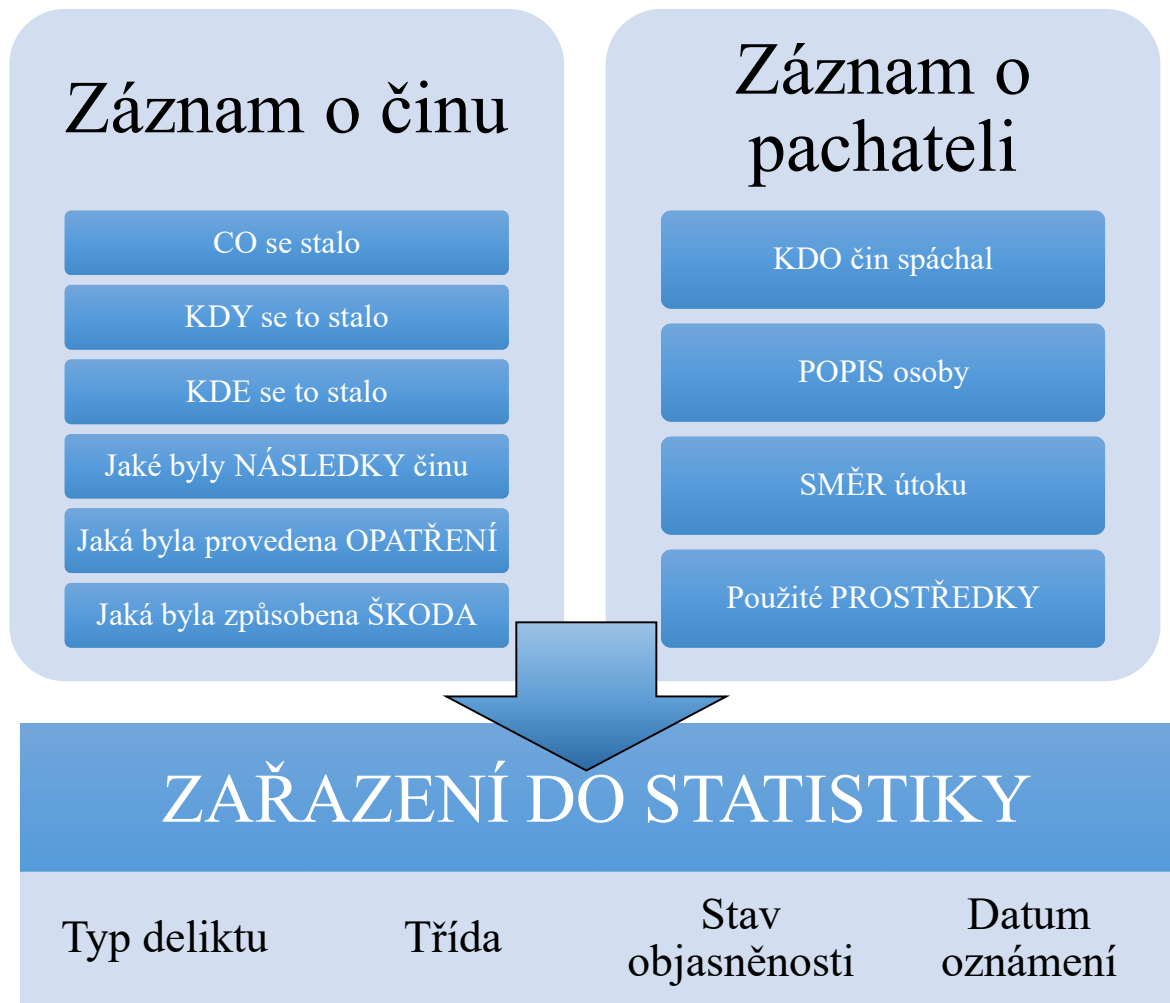 Záznam o činu
CO se stalo
KDY se to stalo
KDE se to stalo
Jaké byly NÁSLEDKY činu
Jaká byla provedena OPATŘENÍ
Jaká byla způsobena ŠKODA
Záznam o
pachateli
KDO čin spáchal
POPIS osoby
SMĚR útoku
Použité PROSTŘEDKY
ZAŘAZENÍ DO STATISTIKY
Typ deliktu
Třída
Stav
objasněnosti
Datum
oznámení